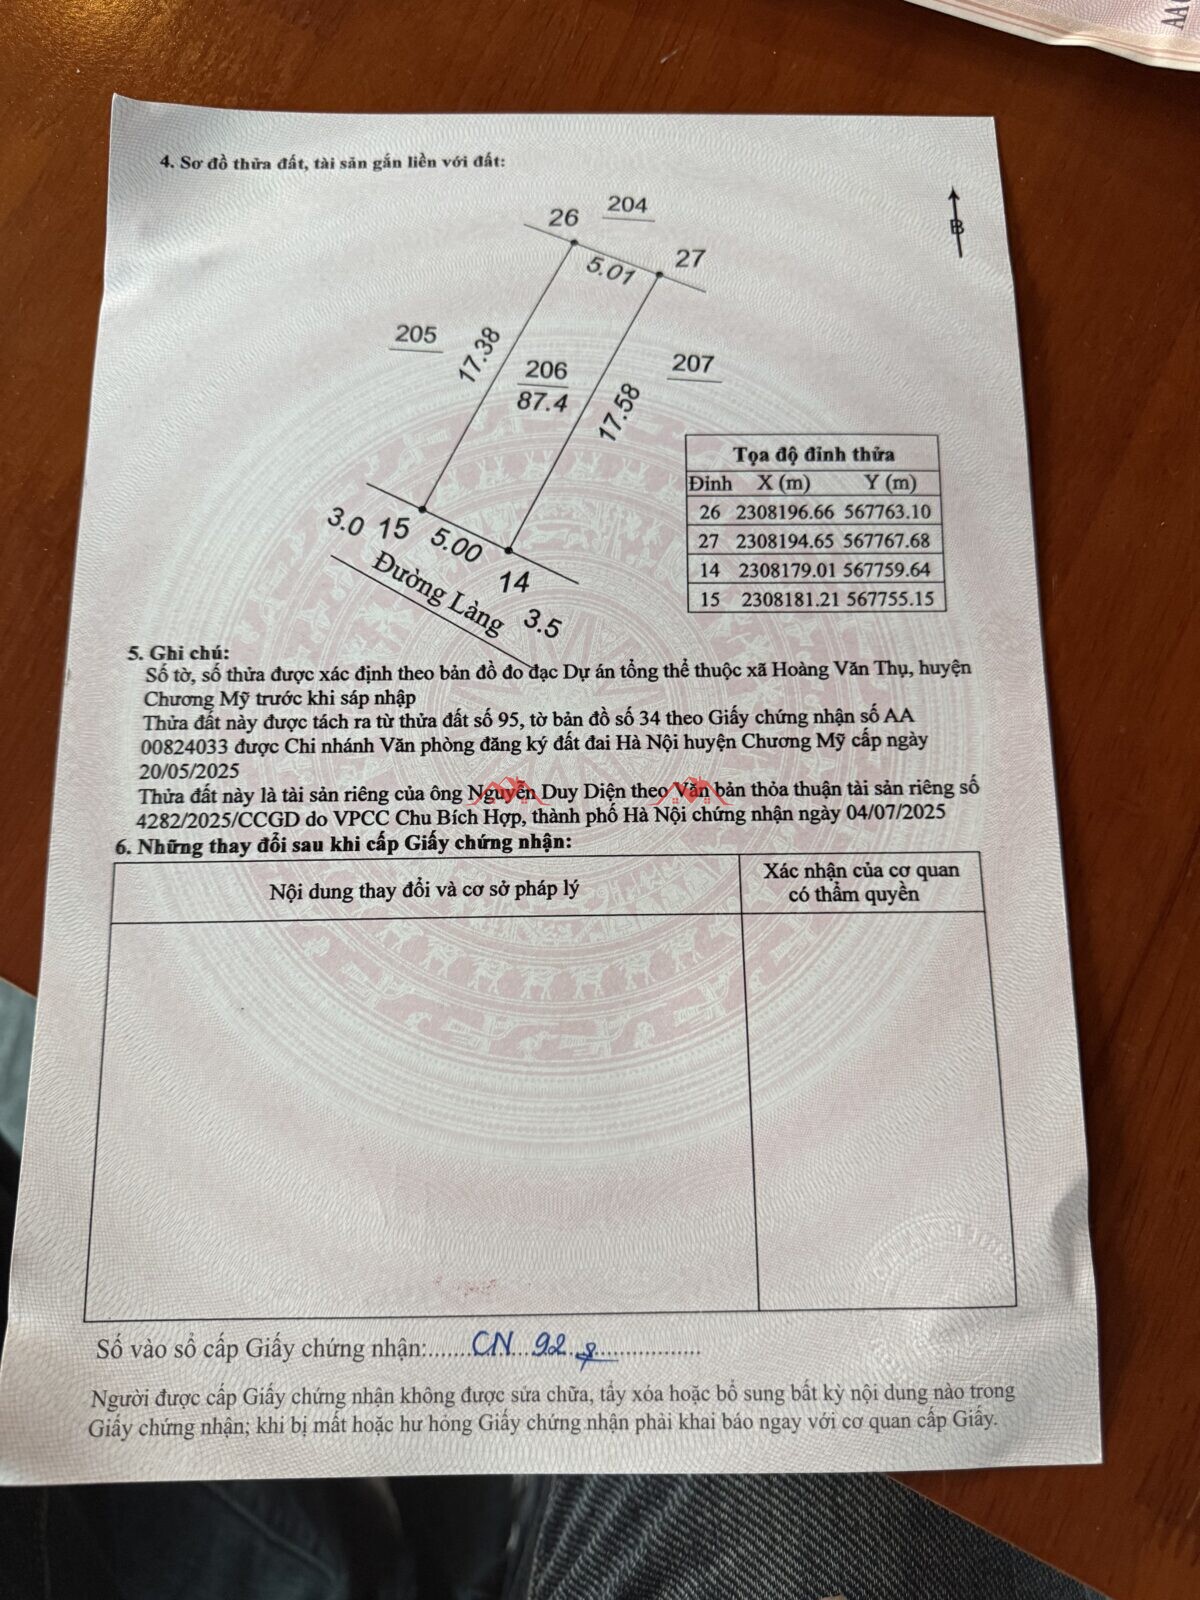 AA
4. Sơ đồ thửa đất, tài sản gắn liền với đất:
26
204
27
5.01
B
205
17.38
206
87.4
207
17.58
3.0
15
5.00
14
3.5
Đường Làng
Tọa độ đỉnh thửa
Đỉnh X (m) Y (m)
26 2308196.66 567763.10
27 2308194.65 567767.68
14 2308179.01 567759.64
15 2308181.21 567755.15
5. Ghi chú:
Số tờ, số thửa được xác định theo bản đồ đo đạc Dự án tổng thể thuộc xã Hoàng Văn Thụ, huyện
Chương Mỹ trước khi sáp nhập
Thửa đất này được tách ra từ thửa đất số 95, tờ bản đồ số 34 theo Giấy chứng nhận số AA
00824033 được Chi nhánh Văn phòng đăng ký đất đai Hà Nội huyện Chương Mỹ cấp ngày
20/05/2025
Thửa đất này là tài sản riêng của ông Nguyễn Duy Diện theo Văn bản thỏa thuận tài sản riêng số
4282/2025/CCGD do VPCC Chu Bích Hợp, thành phố Hà Nội chứng nhận ngày 04/07/2025
6. Những thay đổi sau khi cấp Giấy chứng nhận:
Nội dung thay đổi và cơ sở pháp lý
Xác nhận của cơ quan
có thẩm quyền
Số vào sổ cấp Giấy chứng nhận:.......CN 92
Người được cấp Giấy chứng nhận không được sửa chữa, tẩy xóa hoặc bổ sung bất kỳ nội dung nào trong
Giấy chứng nhận; khi bị mất hoặc hư hỏng Giấy chứng nhận phải khai báo ngay với cơ quan cấp Giấy.